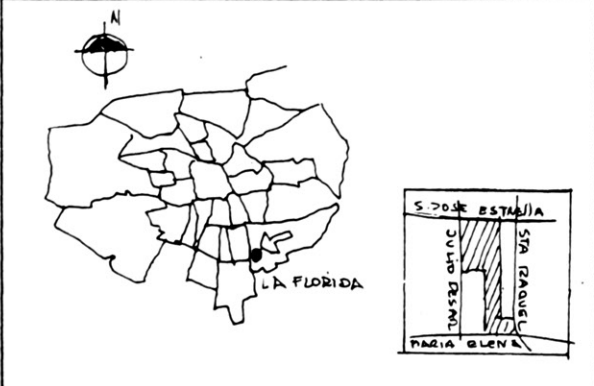 N
LA FLORIDA
S. JOSE ESTRELLA
JULIO CESAR
STA RAQUEL
MARIA ELENA